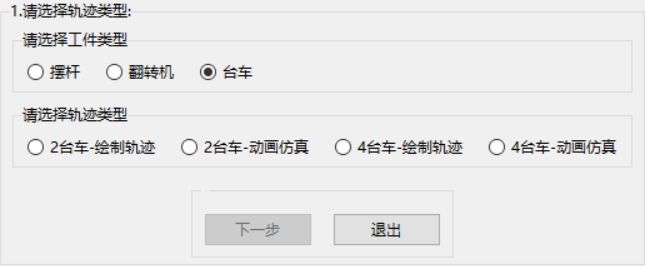 1.请选择轨迹类型:
请选择工件类型
摆杆 翻转机 台车
请选择轨迹类型
2台车-绘制轨迹 2台车-动画仿真 4台车-绘制轨迹 4台车-动画仿真
下一步 退出